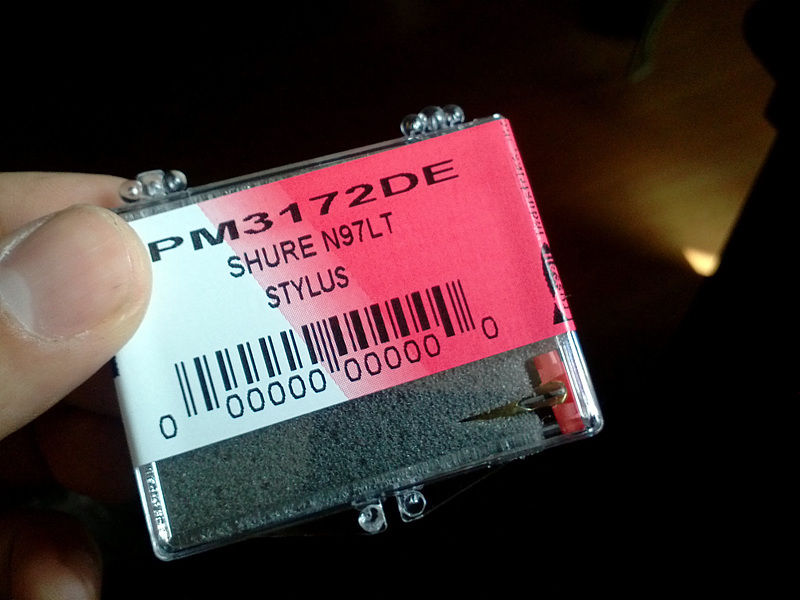 PM3172DE
SHURE N97LT
STYLUS
0 00000 00000 0